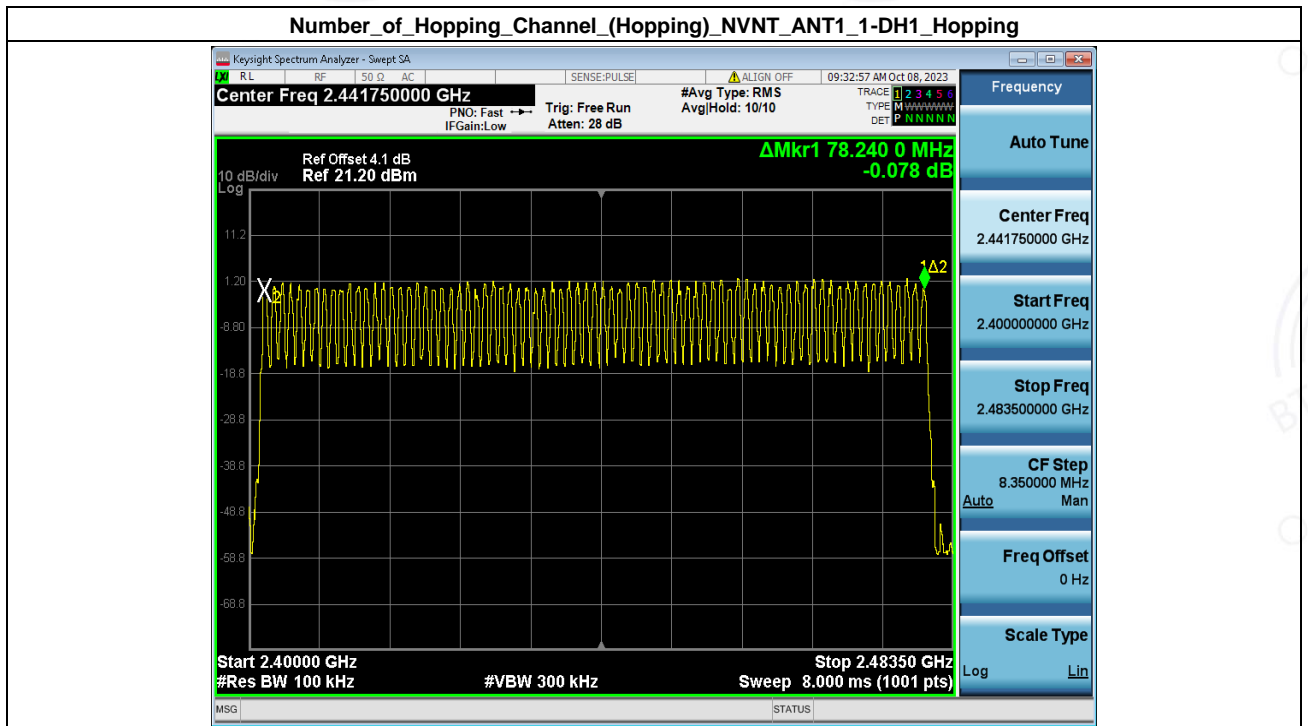 Number_of_Hopping_Channel_(Hopping)_NVNT_ANT1_1-DH1_Hopping
Keysight Spectrum Analyzer - Swept SA
LXI RL RF 50 Ω AC SENSE:PULSE ALIGN OFF 09:32:57 AM Oct 08, 2023
Center Freq 2.441750000 GHz
PNO: Fast
IFGain:Low
Trig: Free Run
Atten: 28 dB
#Avg Type: RMS
Avg|Hold: 10/10
TRACE 1 2 3 4 5 6
TYPE M WWWWW
DET P N N N N N
Frequency
Auto Tune
Center Freq
2.441750000 GHz
Start Freq
2.400000000 GHz
Stop Freq
2.483500000 GHz
CF Step
8.350000 MHz
Auto Man
Freq Offset
0 Hz
Scale Type
Log Lin
ΔMkr1 78.240 0 MHz
-0.078 dB
Ref Offset 4.1 dB
10 dB/div Ref 21.20 dBm
Log
11.2
1.20
-8.80
-18.8
-28.8
-38.8
-48.8
-58.8
-68.8
2
1Δ2
Start 2.40000 GHz Stop 2.48350 GHz
#Res BW 100 kHz #VBW 300 kHz Sweep 8.000 ms (1001 pts)
MSG STATUS